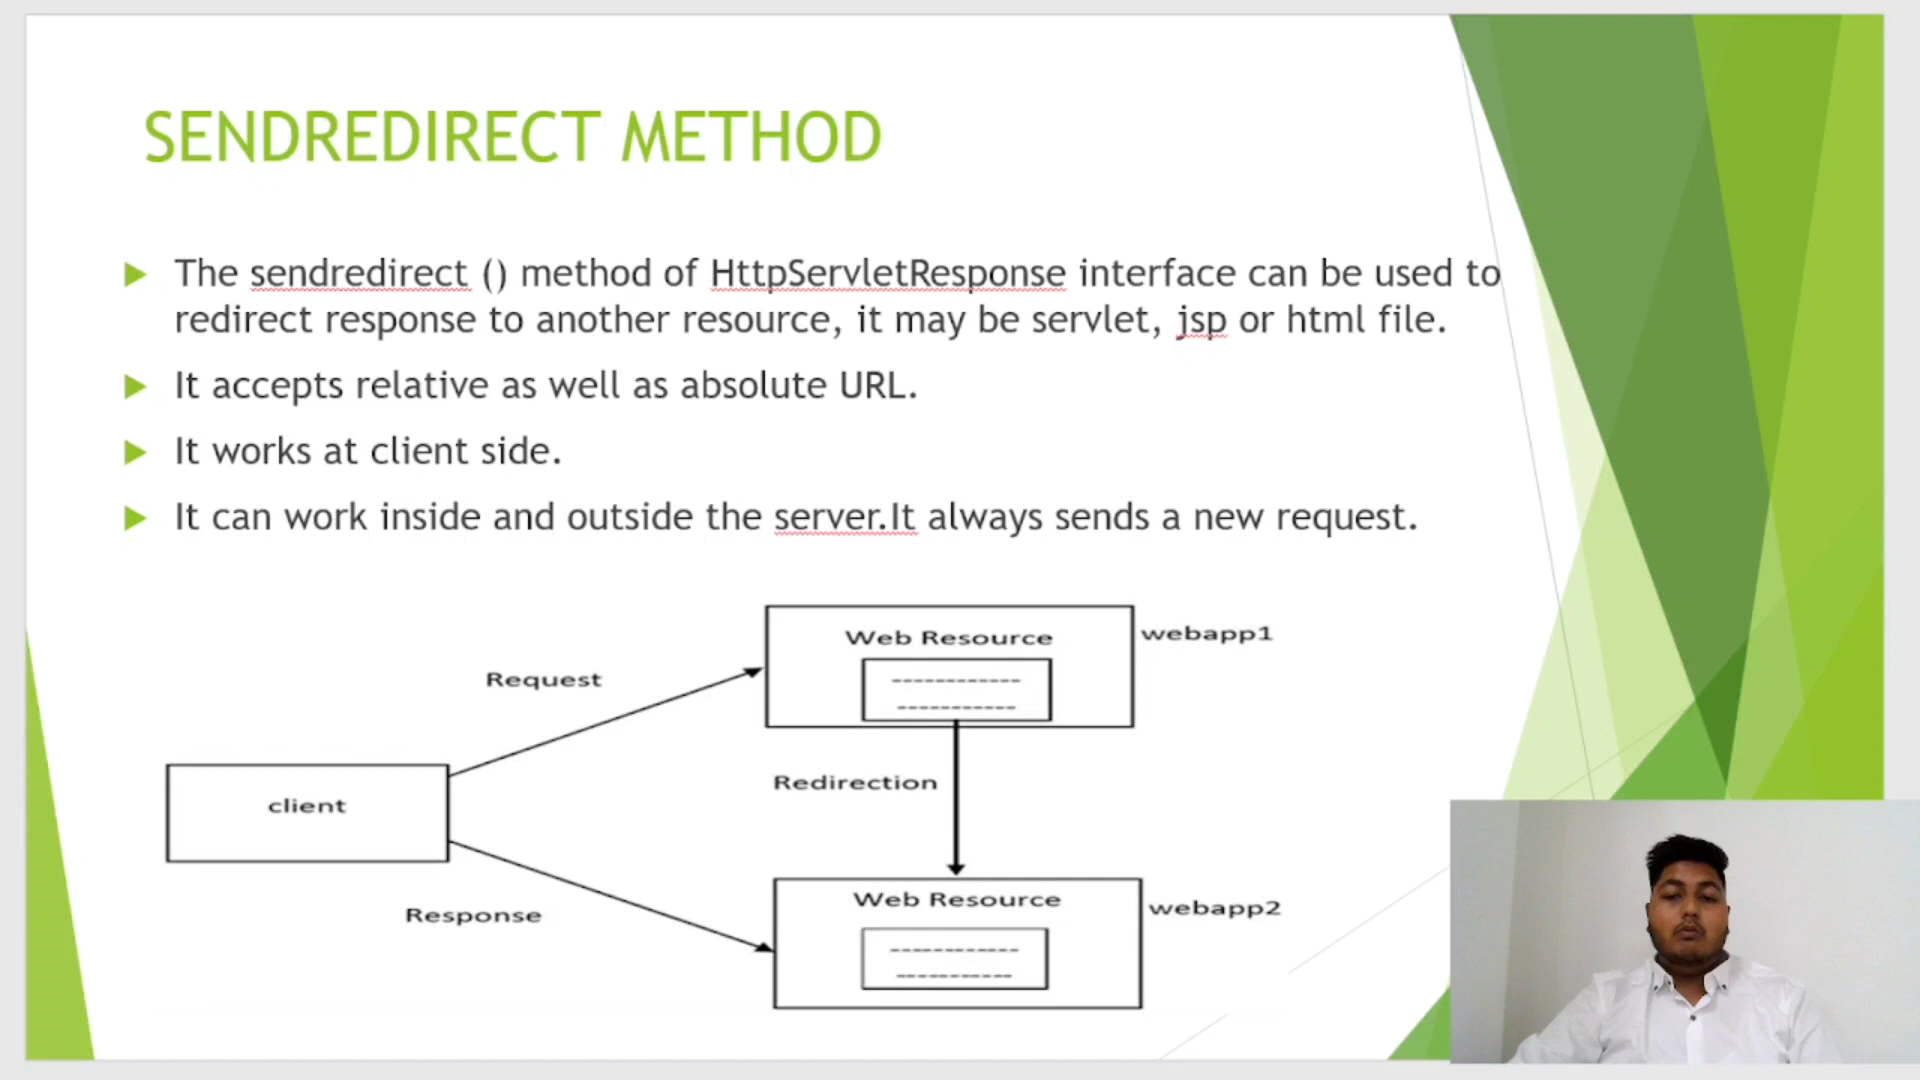 SENDREDIRECT METHOD
The sendredirect () method of HttpServletResponse interface can be used to
redirect response to another resource, it may be servlet, jsp or html file.
It accepts relative as well as absolute URL.
It works at client side.
It can work inside and outside the server.It always sends a new request.
Web Resource
webapp1
Request
Redirection
client
Response
Web Resource
webapp2